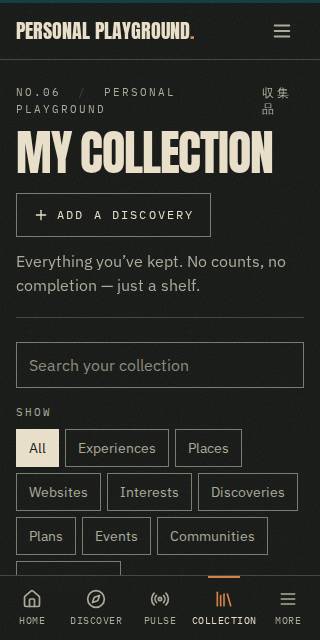 PERSONAL PLAYGROUND.
NO.06 / PERSONAL PLAYGROUND
収集品
MY COLLECTION
+ ADD A DISCOVERY
Everything you’ve kept. No counts, no
completion — just a shelf.
Search your collection
SHOW
All Experiences Places
Websites Interests Discoveries
Plans Events Communities
HOME DISCOVER PULSE COLLECTION MORE